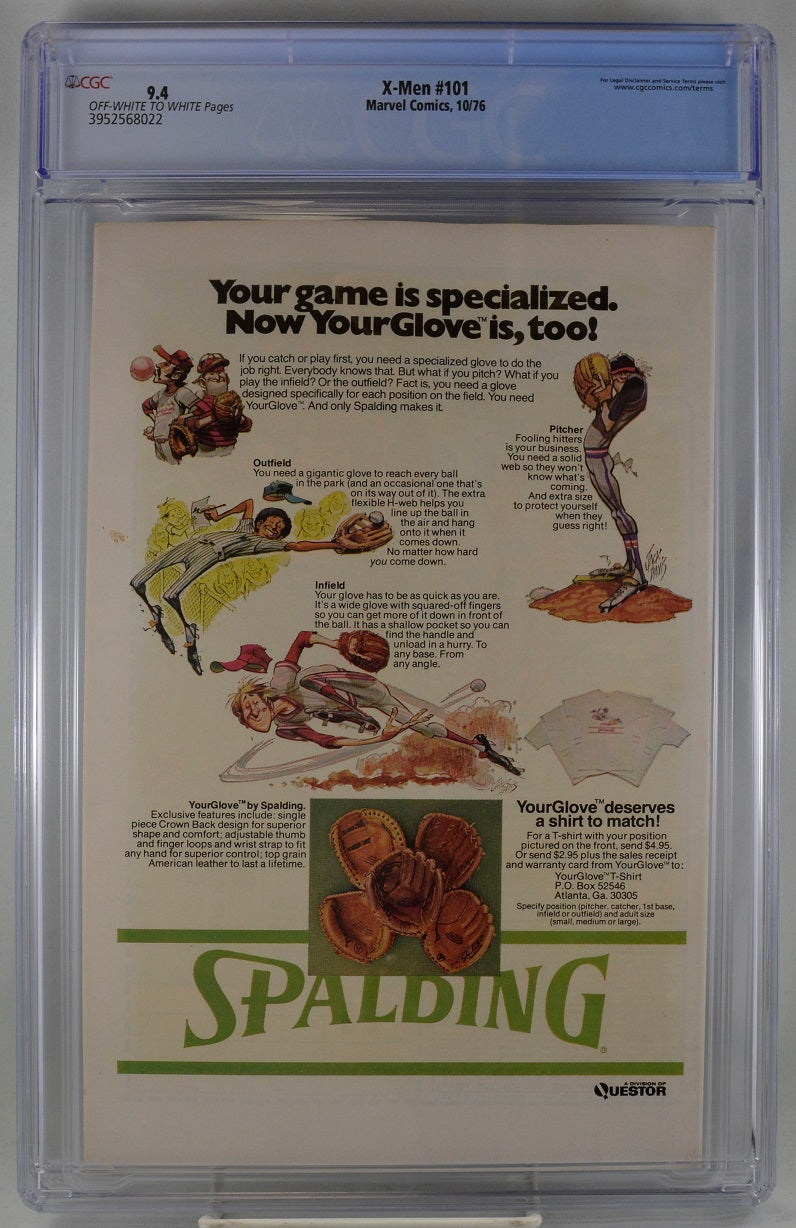 CGC
9.4
OFF-WHITE TO WHITE Pages
3952568022
X-Men #101
Marvel Comics, 10/76
For Legal Disclaimer and Service Terms please visit:
www.cgccomics.com/terms
Your game is specialized.
Now YourGlove™ is, too!
If you catch or play first, you need a specialized glove to do the
job right. Everybody knows that. But what if you pitch? What if you
play the infield? Or the outfield? Fact is, you need a glove
designed specifically for each position on the field. You need
YourGlove™. And only Spalding makes it.
Pitcher
Fooling hitters
is your business.
You need a solid
web so they won't
know what's
coming.
And extra size
to protect yourself
when they
guess right!
JACK
DAVIS
Outfield
You need a gigantic glove to reach every ball
in the park (and an occasional one that's
on its way out of it). The extra
flexible H-web helps you
line up the ball in
the air and hang
onto it when it
comes down.
No matter how hard
you come down.
Infield
Your glove has to be as quick as you are.
It's a wide glove with squared-off fingers
so you can get more of it down in front of
the ball. It has a shallow pocket so you can
find the handle and
unload in a hurry. To
any base. From
any angle.
YourGlove™ by Spalding.
Exclusive features include: single
piece Crown Back design for superior
shape and comfort; adjustable thumb
and finger loops and wrist strap to fit
any hand for superior control; top grain
American leather to last a lifetime.
YourGlove™ deserves
a shirt to match!
For a T-shirt with your position
pictured on the front, send $4.95.
Or send $2.95 plus the sales receipt
and warranty card from YourGlove™ to:
YourGlove™ T-Shirt
P.O. Box 52546
Atlanta, Ga. 30305
Specify position (pitcher, catcher, 1st base,
infield or outfield) and adult size
(small, medium or large).
SPALDING®
A DIVISION OF
QUESTOR